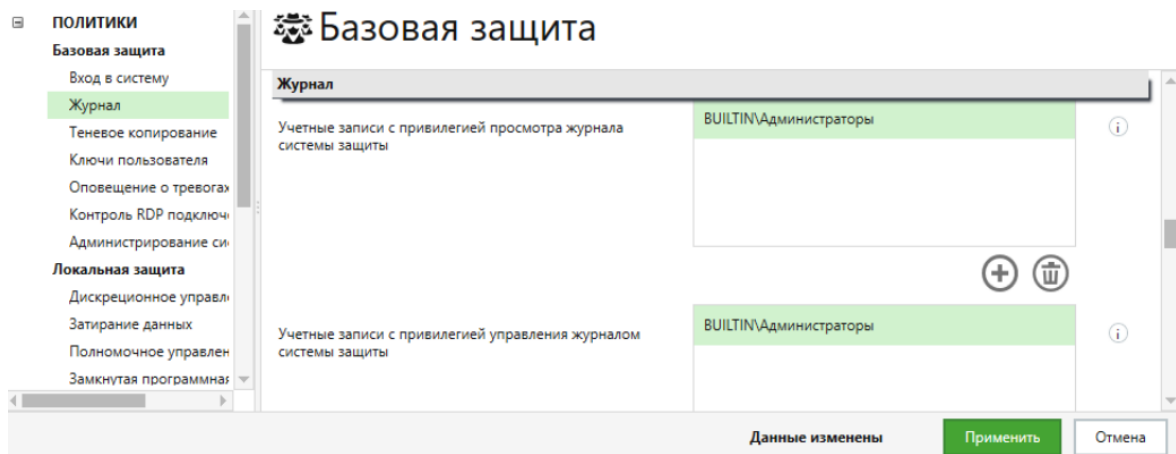 ПОЛИТИКИ
Базовая защита
Вход в систему
Журнал
Теневое копирование
Ключи пользователя
Оповещение о тревогах
Контроль RDP подключ
Администрирование си
Локальная защита
Дискреционное управл
Затирание данных
Полномочное управлен
Замкнутая программная
Базовая защита
Журнал
Учетные записи с привилегией просмотра журнала
системы защиты
BUILTIN\Администраторы
Учетные записи с привилегией управления журналом
системы защиты
BUILTIN\Администраторы
Данные изменены
Применить
Отмена